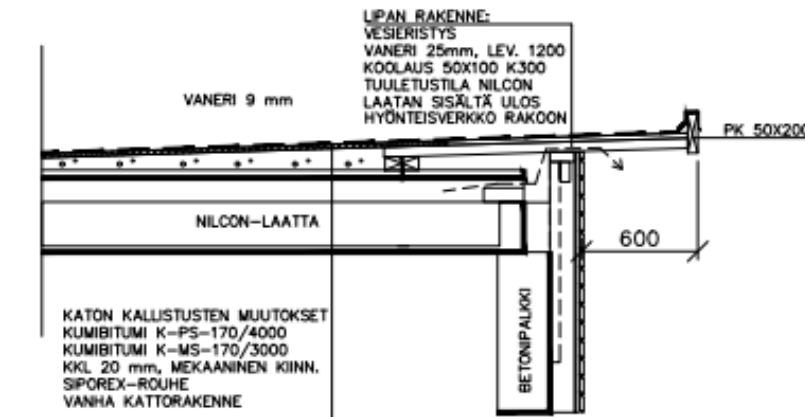 LIPAN RAKENNE:
VESIERISTYS
VANERI 25mm, LEV. 1200
KOOLAUS 50X100 K300
TUULETUSTILA NILCON
LAATAN SISÄLTÄ ULOS
HYÖNTEISVERKKO RAKOON
VANERI 9 mm
PK 50X200
NILCON-LAATTA
600
BETONIPALKKI
KATON KALLISTUSTEN MUUTOKSET
KUMIBITUMI K-PS-170/4000
KUMIBITUMI K-MS-170/3000
KKL 20 mm, MEKAANINEN KIINN.
SIPOREX-ROUHE
VANHA KATTORAKENNE